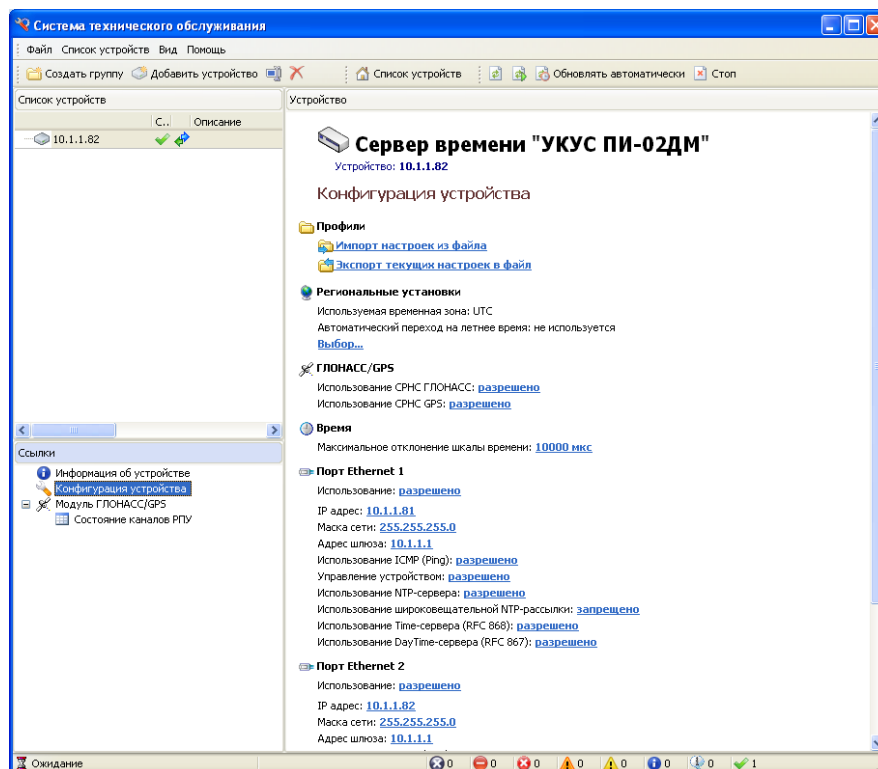 Система технического обслуживания
Файл Список устройств Вид Помощь
Создать группу Добавить устройство Список устройств Обновлять автоматически Стоп
Список устройств
С.. Описание
10.1.1.82
Ссылки
Информация об устройстве
Конфигурация устройства
Модуль ГЛОНАСС/GPS
Состояние каналов РПУ
Устройство
Сервер времени "УКУС ПИ-02ДМ"
Устройство: 10.1.1.82
Конфигурация устройства
Профили
Импорт настроек из файла
Экспорт текущих настроек в файл
Региональные установки
Используемая временная зона: UTC
Автоматический переход на летнее время: не используется
Выбор...
ГЛОНАСС/GPS
Использование СРНС ГЛОНАСС: разрешено
Использование СРНС GPS: разрешено
Время
Максимальное отклонение шкалы времени: 10000 мкс
Порт Ethernet 1
Использование: разрешено
IP адрес: 10.1.1.81
Маска сети: 255.255.255.0
Адрес шлюза: 10.1.1.1
Использование ICMP (Ping): разрешено
Управление устройством: разрешено
Использование NTP-сервера: разрешено
Использование широковещательной NTP-рассылки: запрещено
Использование Time-сервера (RFC 868): разрешено
Использование DayTime-сервера (RFC 867): разрешено
Порт Ethernet 2
Использование: разрешено
IP адрес: 10.1.1.82
Маска сети: 255.255.255.0
Адрес шлюза: 10.1.1.1
Ожидание 0 0 0 0 0 0 0 1